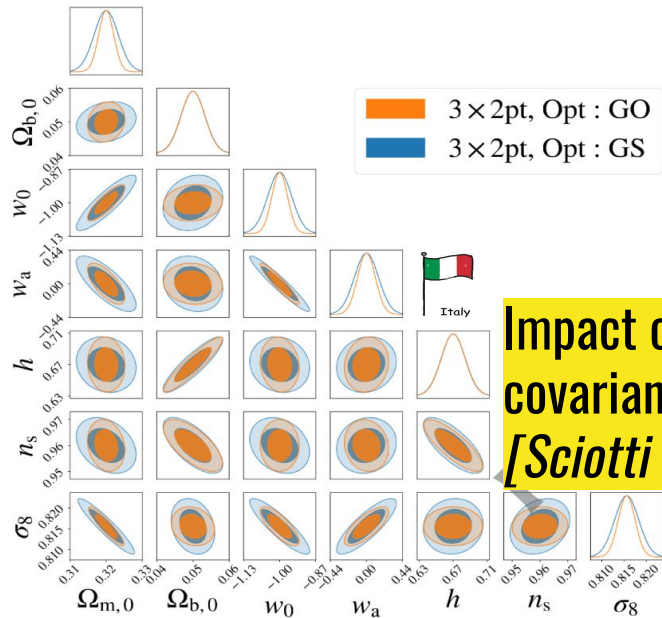 3 × 2pt, Opt : GO
3 × 2pt, Opt : GS
Ω_b,0
0.06
0.05
0.04
w_0
−0.87
−1.00
−1.13
w_a
0.44
0.00
−0.44
Italy
h
0.71
0.67
0.63
Impact
covarian
[Sciotti
n_s
0.97
0.96
0.95
σ_8
0.820
0.815
0.810
0.31 0.32 0.33 0.04 0.05 0.06 −1.13 −1.00 −0.87 −0.44 0.00 0.44 0.63 0.67 0.71 0.95 0.96 0.97 0.810 0.815 0.820
Ω_m,0 Ω_b,0 w_0 w_a h n_s σ_8